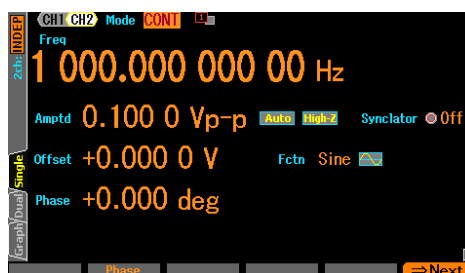 CH1 CH2 Mode CONT 1
2ch: INDEP
Freq
1 000.000 000 00 Hz
Amptd 0.100 0 Vp-p Auto High-Z Synclator Off
Offset +0.000 0 V Fctn Sine
Phase +0.000 deg
Single
Dual
Graph
Phase ⇒Next